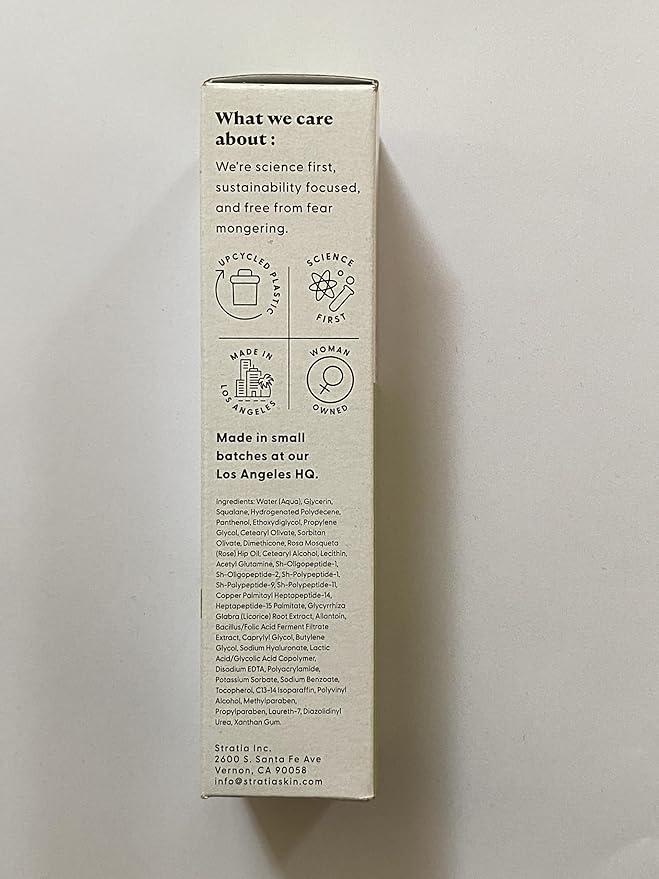 What we care
about :
We're science first,
sustainability focused,
and free from fear
mongering.
UPCYCLED PLASTIC
SCIENCE
FIRST
MADE IN
LOS ANGELES
WOMAN
OWNED
Made in small
batches at our
Los Angeles HQ.
Ingredients: Water (Aqua), Glycerin,
Squalane, Hydrogenated Polydecene,
Panthenol, Ethoxydiglycol, Propylene
Glycol, Cetearyl Olivate, Sorbitan
Olivate, Dimethicone, Rosa Mosqueta
(Rose) Hip Oil, Cetearyl Alcohol, Lecithin,
Acetyl Glutamine, Sh-Oligopeptide-1,
Sh-Oligopeptide-2, Sh-Polypeptide-1,
Sh-Polypeptide-9, Sh-Polypeptide-11,
Copper Palmitoyl Heptapeptide-14,
Heptapeptide-15 Palmitate, Glycyrrhiza
Glabra (Licorice) Root Extract, Allantoin,
Bacillus/Folic Acid Ferment Filtrate
Extract, Caprylyl Glycol, Butylene
Glycol, Sodium Hyaluronate, Lactic
Acid/Glycolic Acid Copolymer,
Disodium EDTA, Polyacrylamide,
Potassium Sorbate, Sodium Benzoate,
Tocopherol, C13-14 Isoparaffin, Polyvinyl
Alcohol, Methylparaben,
Propylparaben, Laureth-7, Diazolidinyl
Urea, Xanthan Gum.
Stratia Inc.
2600 S. Santa Fe Ave
Vernon, CA 90058
info@stratiaskin.com